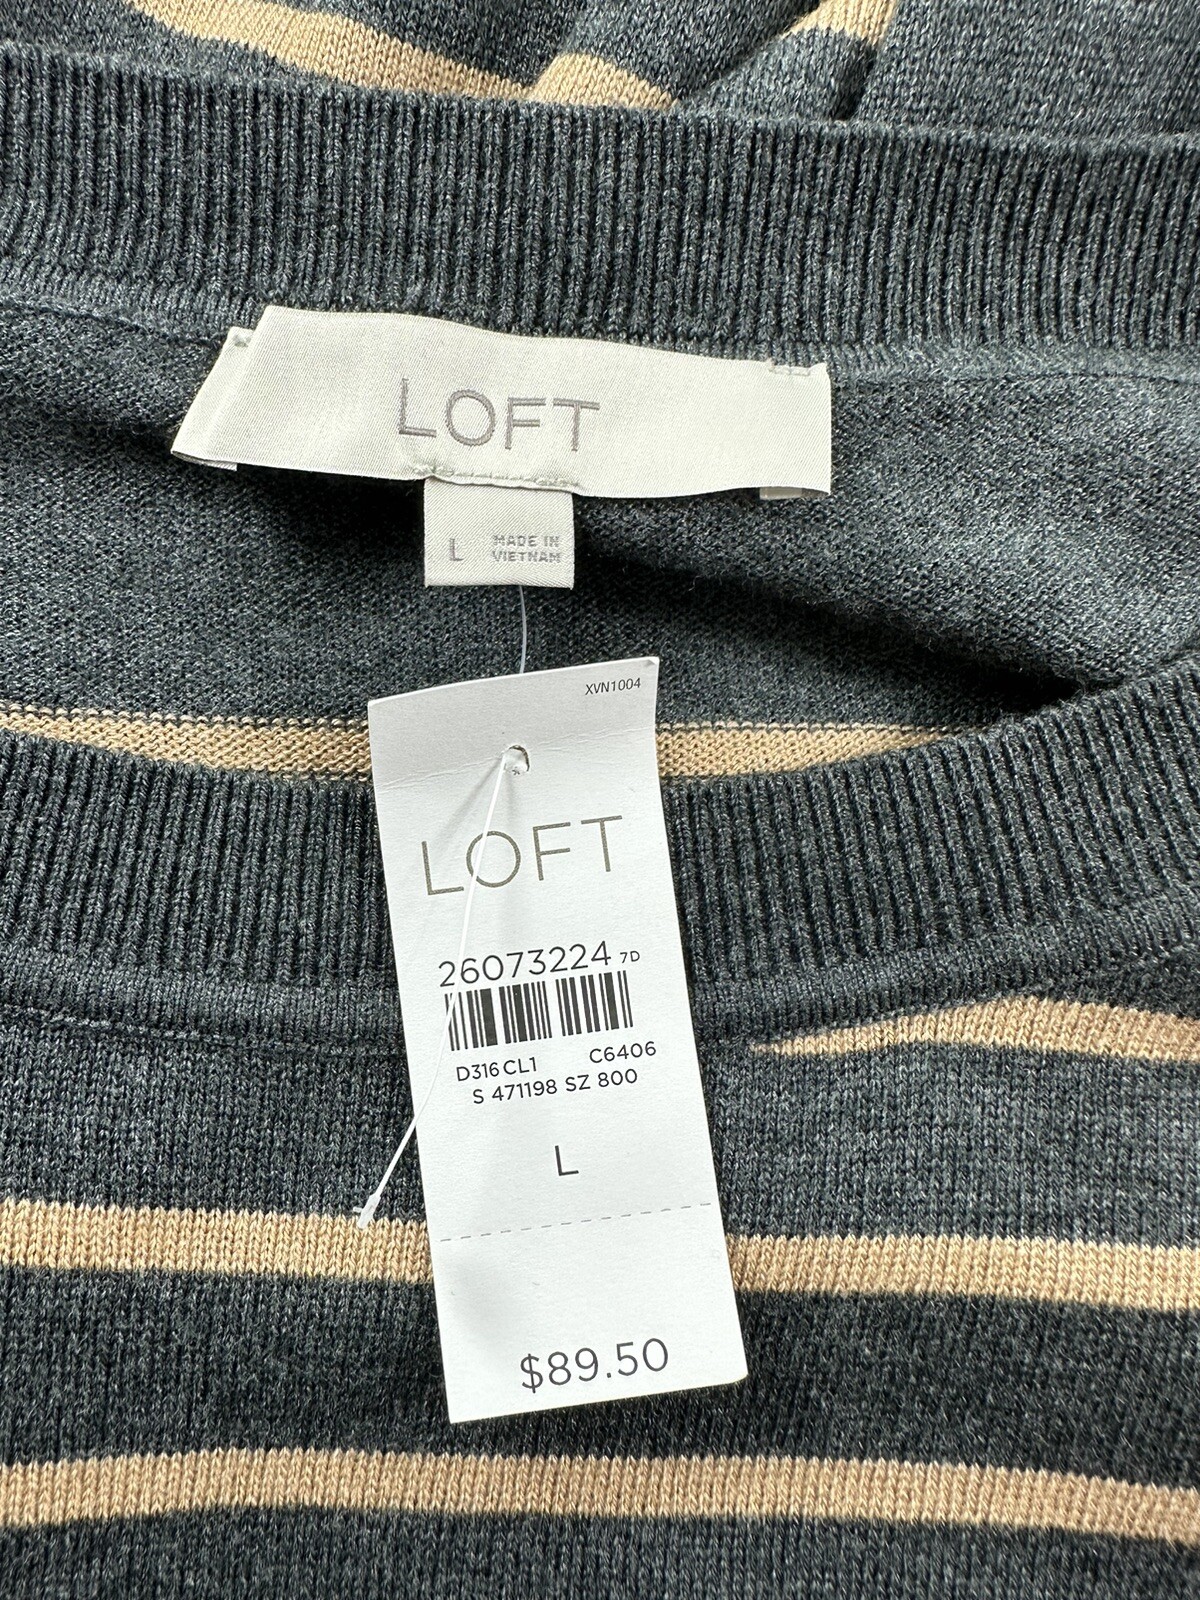 LOFT
L MADE IN
VIETNAM
XVN1004
LOFT
26073224 7D
D316 CL1 C6406
S 471198 SZ 800
L
$89.50